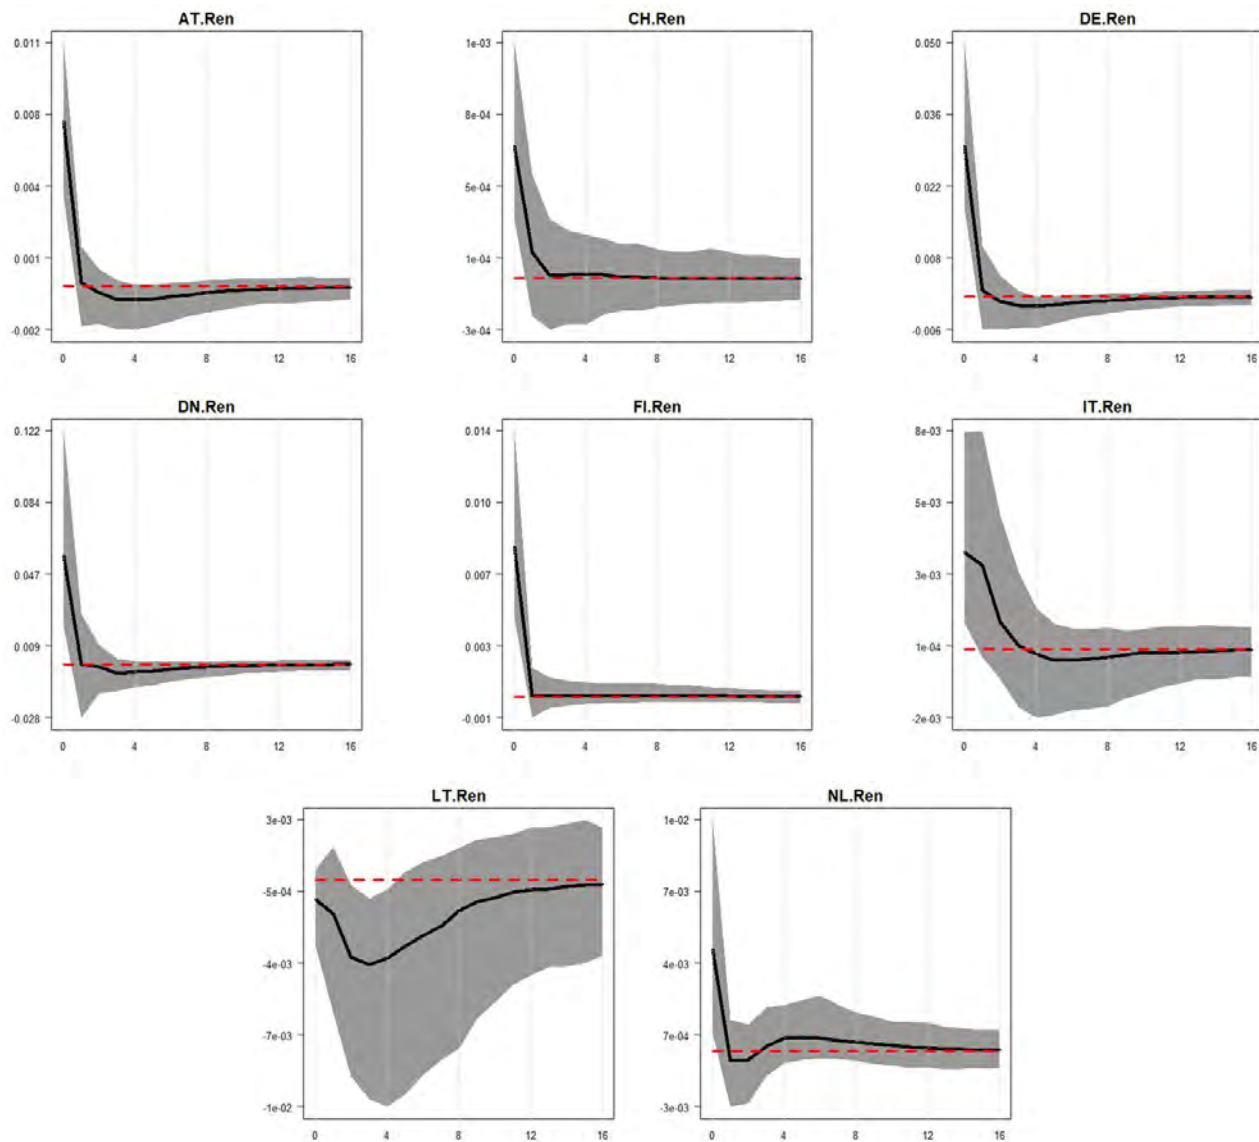 AT.Ren
0.011
0.008
0.004
0.001
-0.002
0 4 8 12 16
CH.Ren
1e-03
8e-04
5e-04
1e-04
-3e-04
0 4 8 12 16
DE.Ren
0.050
0.036
0.022
0.008
-0.006
0 4 8 12 16
DN.Ren
0.122
0.084
0.047
0.009
-0.028
0 4 8 12 16
FI.Ren
0.014
0.010
0.007
0.003
-0.001
0 4 8 12 16
IT.Ren
8e-03
5e-03
3e-03
1e-04
-2e-03
0 4 8 12 16
LT.Ren
3e-03
-5e-04
-4e-03
-7e-03
-1e-02
0 4 8 12 16
NL.Ren
1e-02
7e-03
4e-03
7e-04
-3e-03
0 4 8 12 16